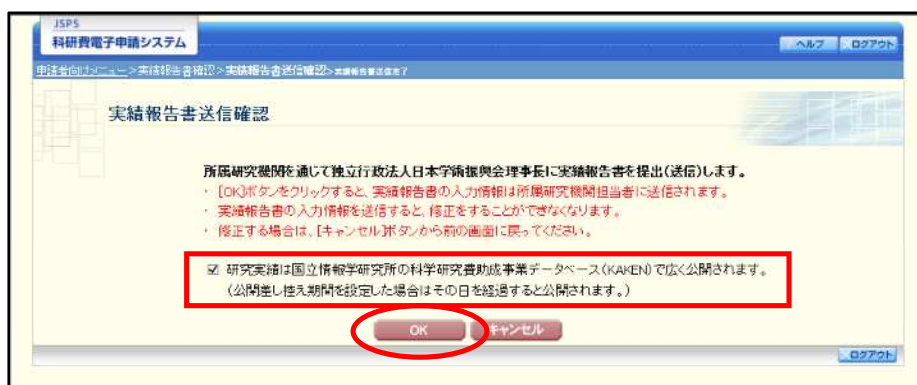 JSPS
科研費電子申請システム
ヘルプ ログアウト
申請者向けメニュー>実績報告書確認>実績報告書送信確認>実績報告書送信完了
実績報告書送信確認
所属研究機関を通じて独立行政法人日本学術振興会理事長に実績報告書を提出(送信)します。
・ [OK]ボタンをクリックすると、実績報告書の入力情報は所属研究機関担当者に送信されます。
・ 実績報告書の入力情報を送信すると、修正をすることができなくなります。
・ 修正する場合は、[キャンセル]ボタンから前の画面に戻ってください。
☑ 研究実績は国立情報学研究所の科学研究費助成事業データベース(KAKEN)で広く公開されます。
(公開差し控え期間を設定した場合はその日を経過すると公開されます。)
OK キャンセル
ログアウト